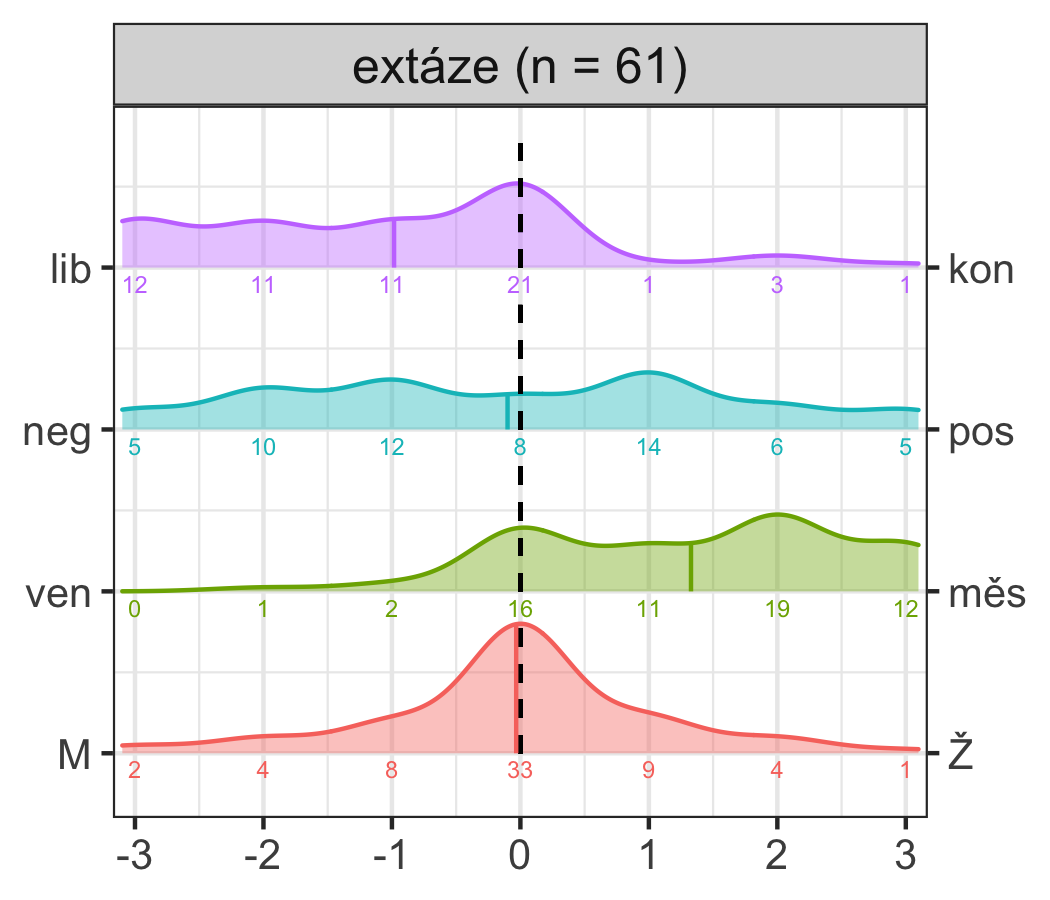 extáze (n = 61)
lib kon
12 11 11 21 1 3 1
neg pos
5 10 12 8 14 6 5
ven měs
0 1 2 16 11 19 12
M Ž
2 4 8 33 9 4 1
-3 -2 -1 0 1 2 3